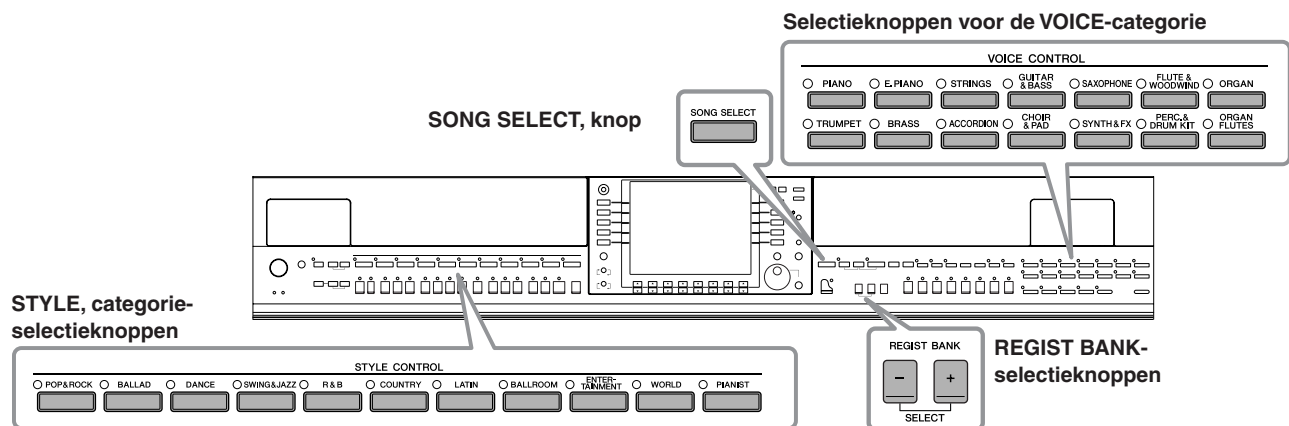 Selectieknoppen voor de VOICE-categorie
VOICE CONTROL
PIANO E. PIANO STRINGS GUITAR & BASS SAXOPHONE FLUTE & WOODWIND ORGAN
TRUMPET BRASS ACCORDION CHOIR & PAD SYNTH & FX PERC. & DRUM KIT ORGAN FLUTES
SONG SELECT, knop
SONG SELECT
STYLE, categorie-
selectieknoppen
STYLE CONTROL
POP&ROCK BALLAD DANCE SWING&JAZZ R & B COUNTRY LATIN BALLROOM ENTER-TAINMENT WORLD PIANIST
REGIST BANK
- +
SELECT
REGIST BANK-
selectieknoppen